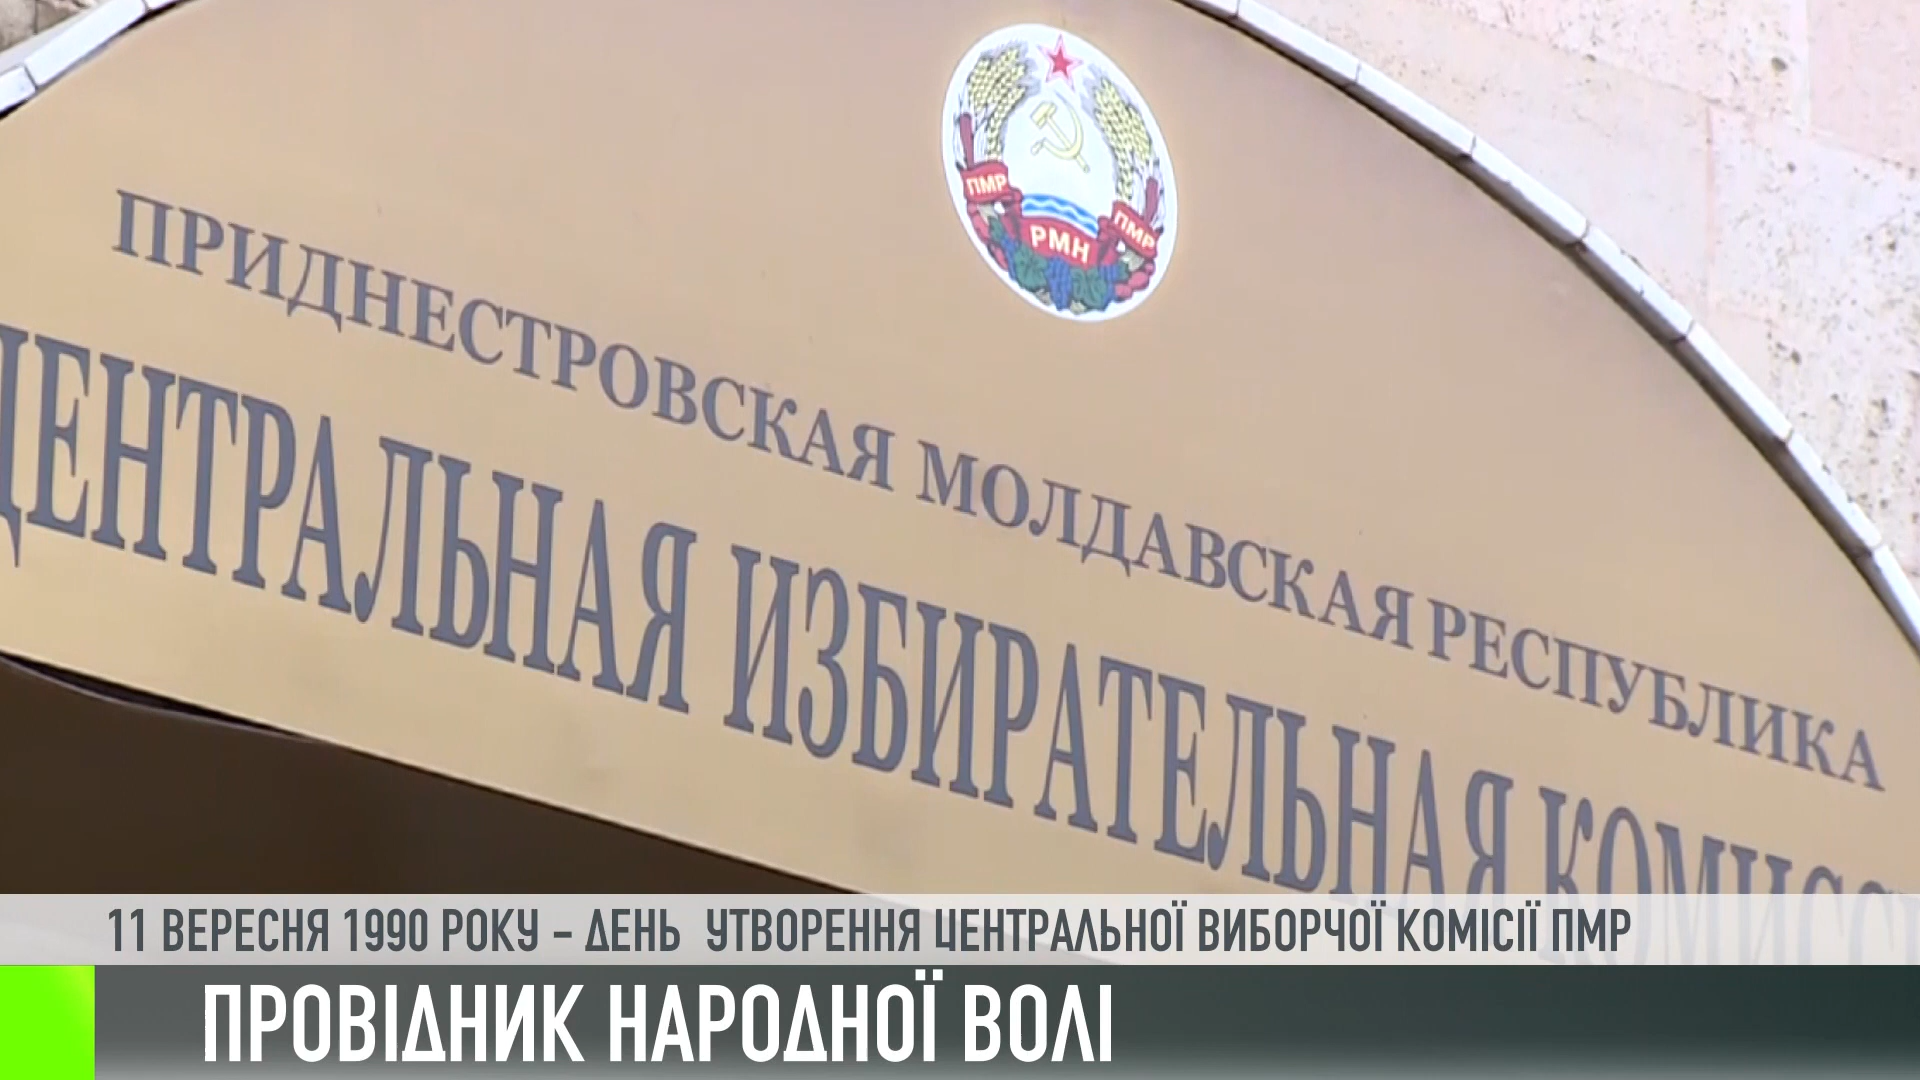 ПМР
ПМР
РМН
ПРИДНЕСТРОВСКАЯ МОЛДАВСКАЯ РЕСПУБЛИКА
ЦЕНТРАЛЬНАЯ ИЗБИРАТЕЛЬНАЯ КОМИСС
11 ВЕРЕСНЯ 1990 РОКУ - ДЕНЬ УТВОРЕННЯ ЦЕНТРАЛЬНОЇ ВИБОРЧОЇ КОМІСІЇ ПМР
ПРОВІДНИК НАРОДНОЇ ВОЛІ